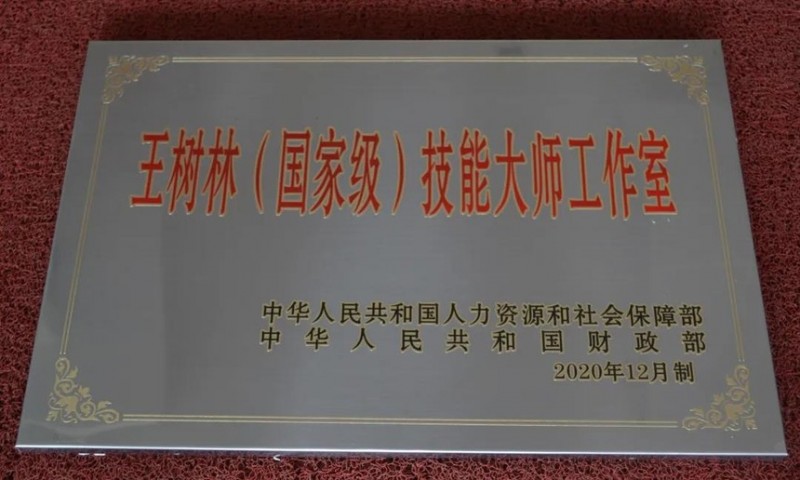 王树林（国家级）技能大师工作室
中华人民共和国人力资源和社会保障部
中华人民共和国财政部
2020年12月制